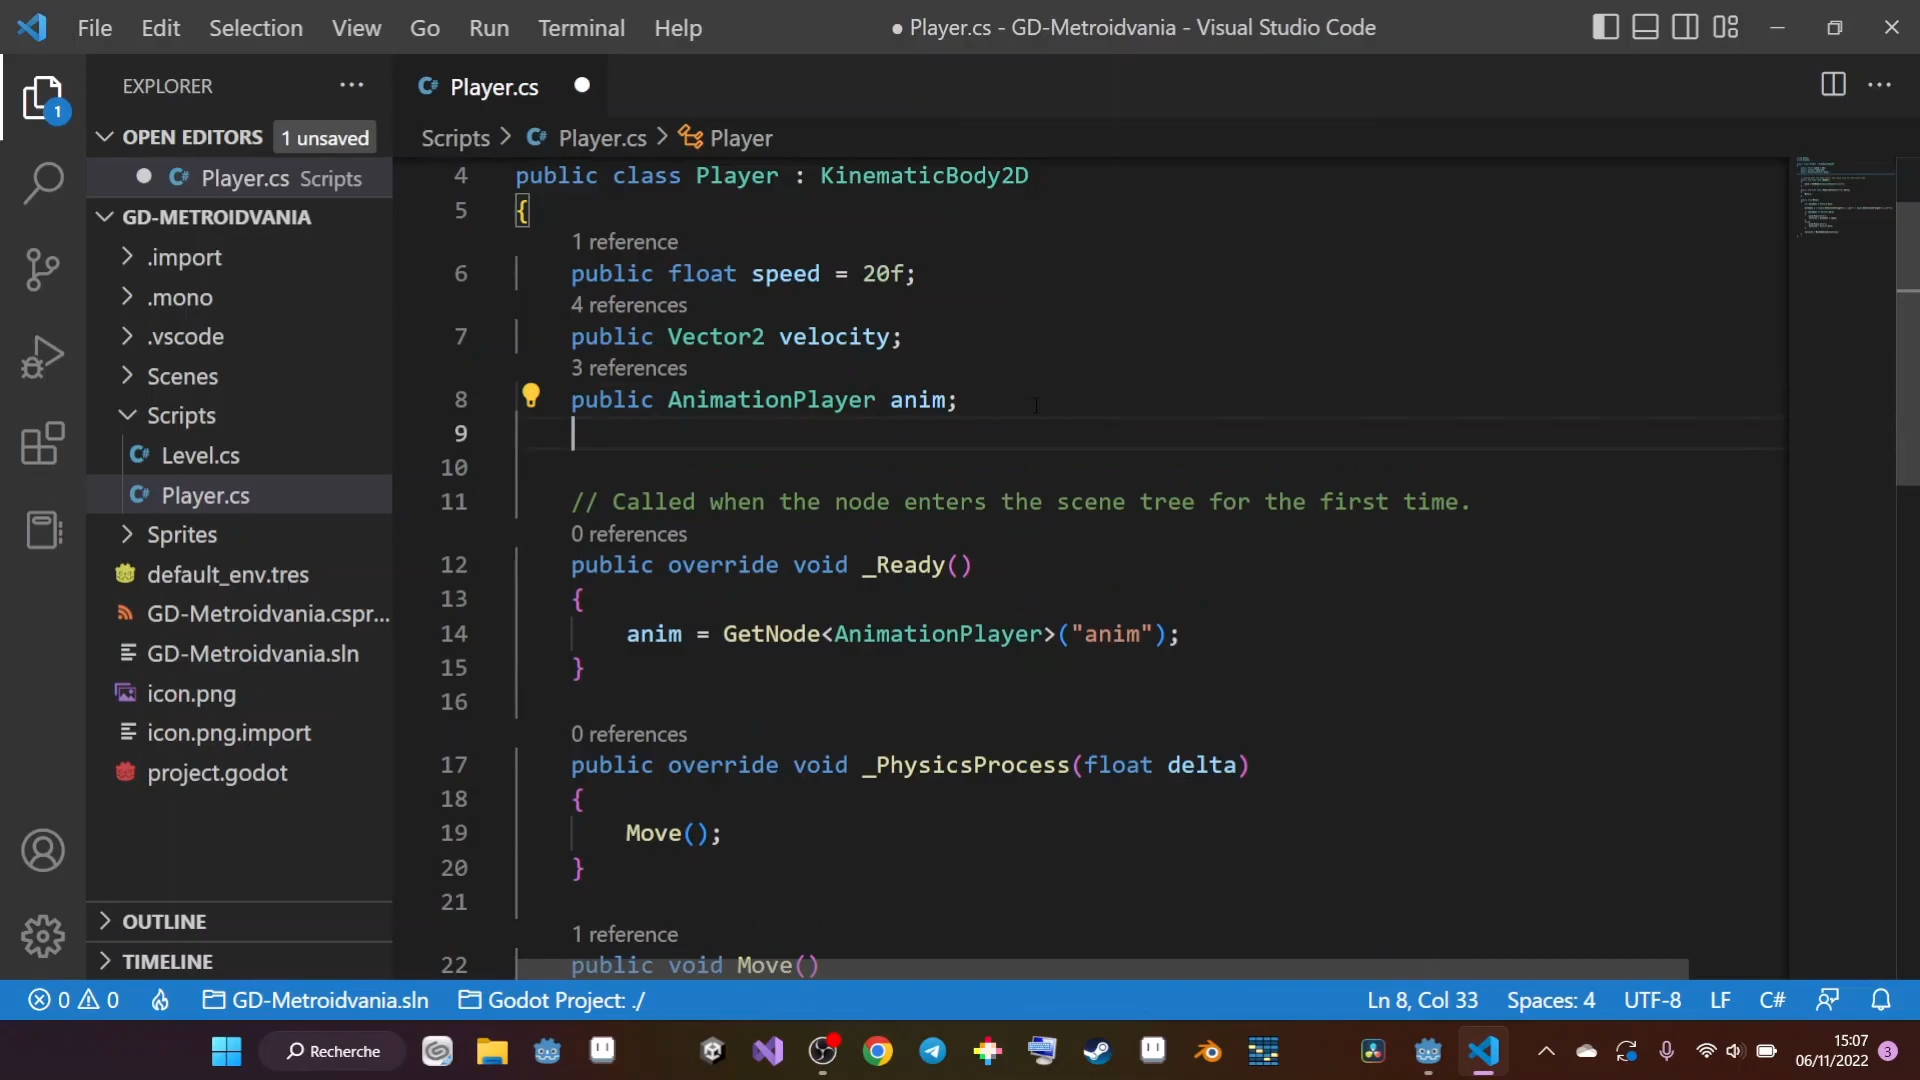 File Edit Selection View Go Run Terminal Help
● Player.cs - GD-Metroidvania - Visual Studio Code
EXPLORER
OPEN EDITORS 1 unsaved
Player.cs Scripts
GD-METROIDVANIA
.import
.mono
.vscode
Scenes
Scripts
Level.cs
Player.cs
Sprites
default_env.tres
GD-Metroidvania.cspr...
GD-Metroidvania.sln
icon.png
icon.png.import
project.godot
OUTLINE
TIMELINE
1
Player.cs
Scripts > Player.cs > Player
4 public class Player : KinematicBody2D
5 {
1 reference
6 public float speed = 20f;
4 references
7 public Vector2 velocity;
3 references
8 public AnimationPlayer anim;
9
10
11 // Called when the node enters the scene tree for the first time.
0 references
12 public override void _Ready()
13 {
14 anim = GetNode<AnimationPlayer>("anim");
15 }
16
0 references
17 public override void _PhysicsProcess(float delta)
18 {
19 Move();
20 }
21
1 reference
22 public void Move()
0 0 GD-Metroidvania.sln Godot Project: ./
Ln 8, Col 33 Spaces: 4 UTF-8 LF C#
Recherche
15:07
06/11/2022
3